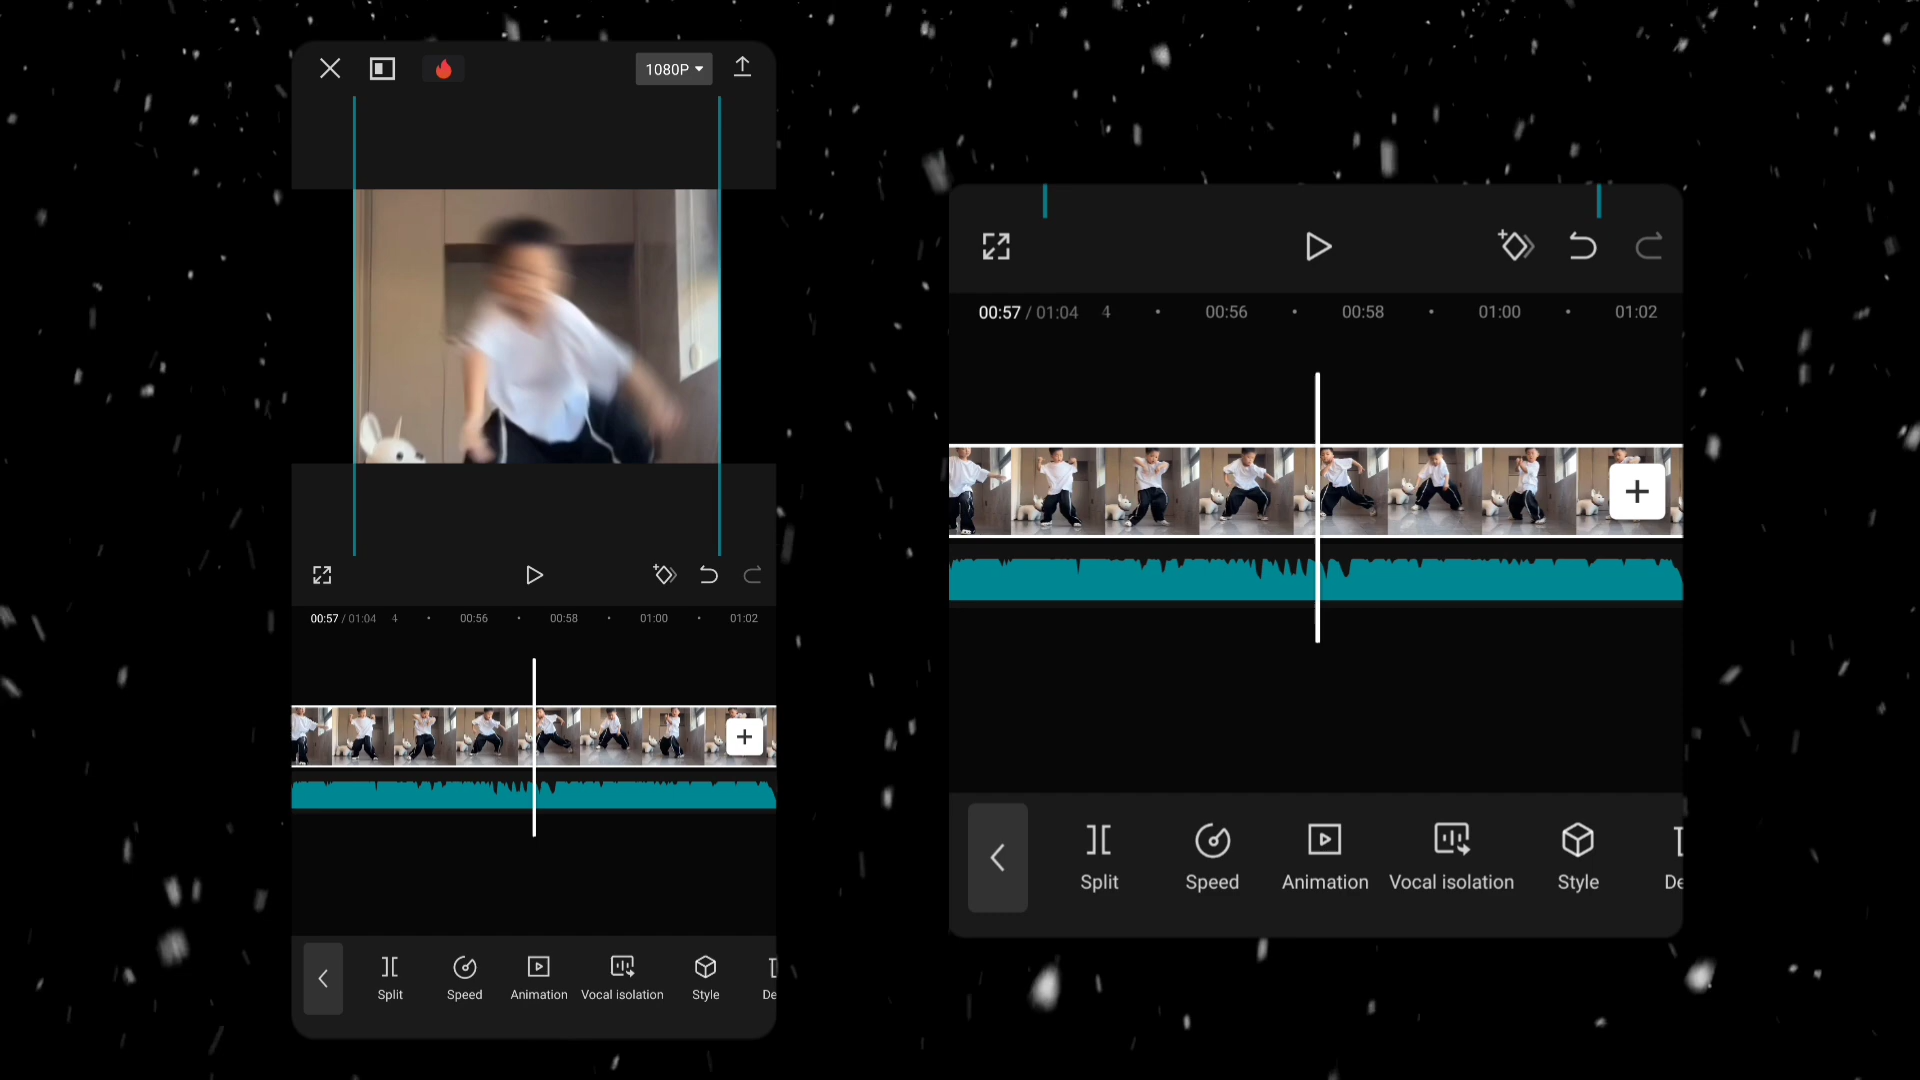 1080P
00:57 / 01:04 4 00:56 00:58 01:00 01:02
Split Speed Animation Vocal isolation Style De
00:57 / 01:04 4 00:56 00:58 01:00 01:02
Split Speed Animation Vocal isolation Style De